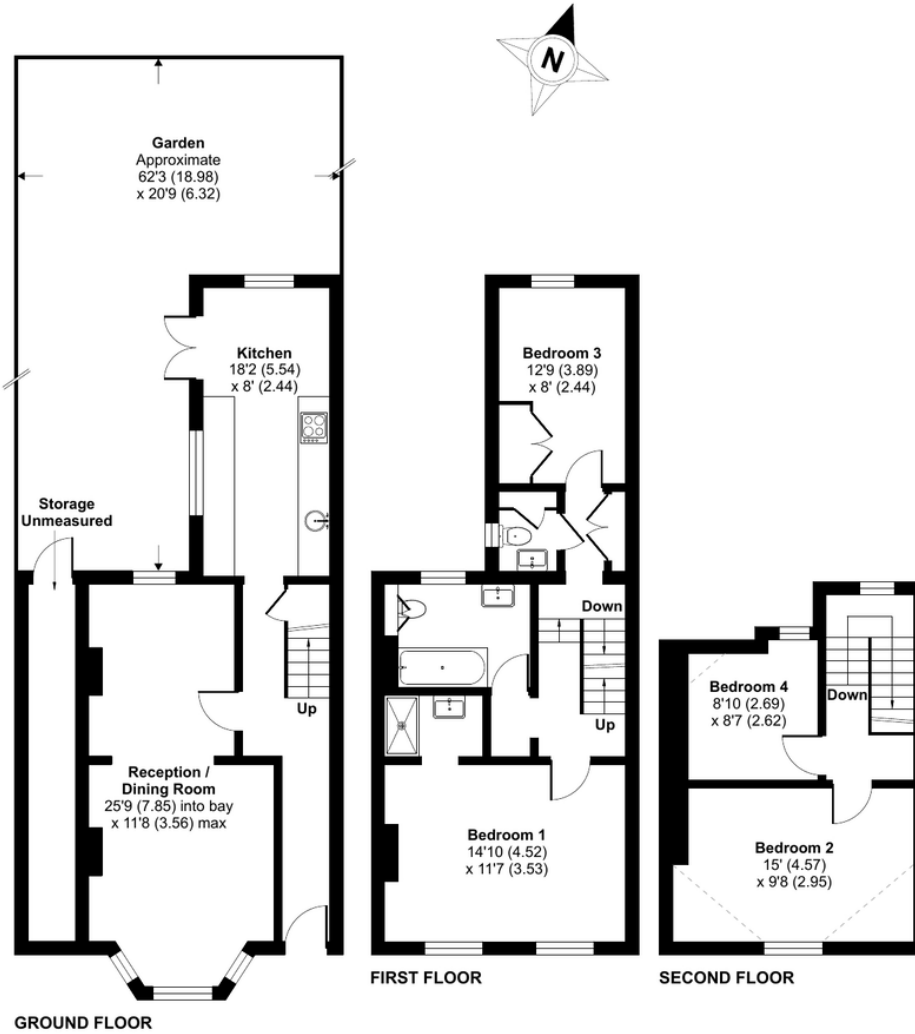 N
Garden
Approximate
62'3 (18.98)
x 20'9 (6.32)
Kitchen
18'2 (5.54)
x 8' (2.44)
Storage
Unmeasured
Up
Reception /
Dining Room
25'9 (7.85) into bay
x 11'8 (3.56) max
GROUND FLOOR
Bedroom 3
12'9 (3.89)
x 8' (2.44)
Down
Up
Bedroom 1
14'10 (4.52)
x 11'7 (3.53)
FIRST FLOOR
Bedroom 4
8'10 (2.69)
x 8'7 (2.62)
Down
Bedroom 2
15' (4.57)
x 9'8 (2.95)
SECOND FLOOR